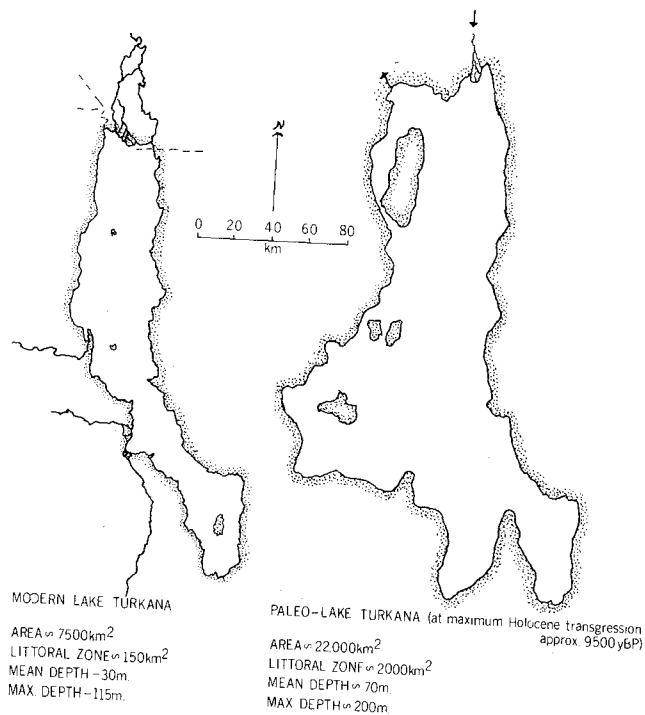 N
0 20 40 60 80
km
MODERN LAKE TURKANA
AREA ∽ 7500km²
LITTORAL ZONE ∽ 150km²
MEAN DEPTH – 30m.
MAX. DEPTH – 115m.
PALEO-LAKE TURKANA (at maximum Holocene transgression
approx. 9500 yBP)
AREA ∽ 22,000km²
LITTORAL ZONE ∽ 2000km²
MEAN DEPTH ∽ 70m.
MAX DEPTH ∽ 200m.